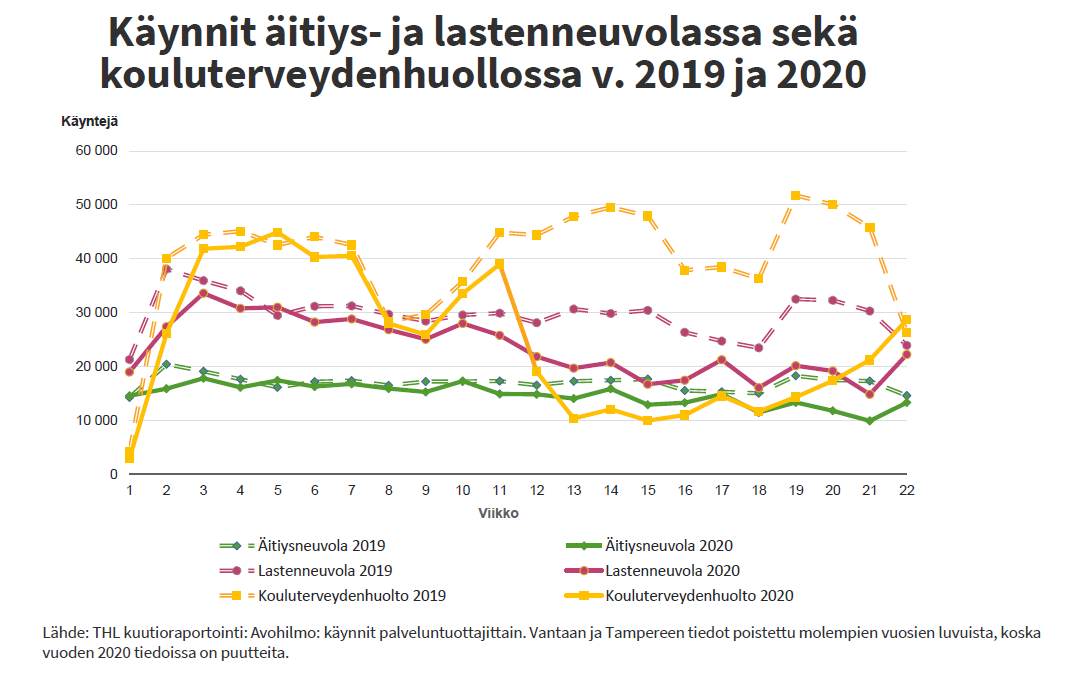 Käynnit äitiys- ja lastenneuvolassa sekä
kouluterveydenhuollossa v. 2019 ja 2020
Käyntejä
60 000
50 000
40 000
30 000
20 000
10 000
0
1 2 3 4 5 6 7 8 9 10 11 12 13 14 15 16 17 18 19 20 21 22
Viikko
Äitiysneuvola 2019 Äitiysneuvola 2020
Lastenneuvola 2019 Lastenneuvola 2020
Kouluterveydenhuolto 2019 Kouluterveydenhuolto 2020
Lähde: THL kuutioraportointi: Avohilmo: käynnit palveluntuottajittain. Vantaan ja Tampereen tiedot poistettu molempien vuosien luvuista, koska
vuoden 2020 tiedoissa on puutteita.